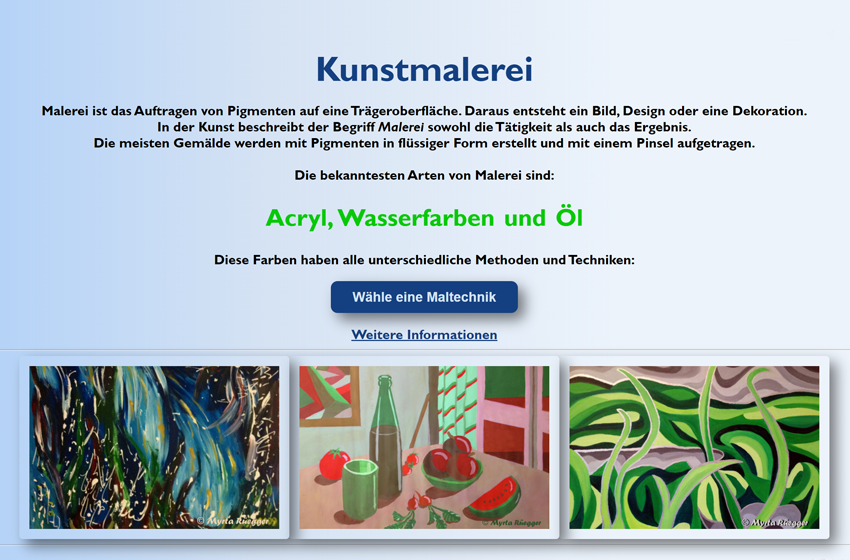 Kunstmalerei
Malerei ist das Auftragen von Pigmenten auf eine Trägeroberfläche. Daraus entsteht ein Bild, Design oder eine Dekoration.
In der Kunst beschreibt der Begriff Malerei sowohl die Tätigkeit als auch das Ergebnis.
Die meisten Gemälde werden mit Pigmenten in flüssiger Form erstellt und mit einem Pinsel aufgetragen.
Die bekanntesten Arten von Malerei sind:
Acryl, Wasserfarben und Öl
Diese Farben haben alle unterschiedliche Methoden und Techniken:
Wähle eine Maltechnik
Weitere Informationen
© Myrta Rüegger
© Myrta Rüegger
© Myrta Rüegger